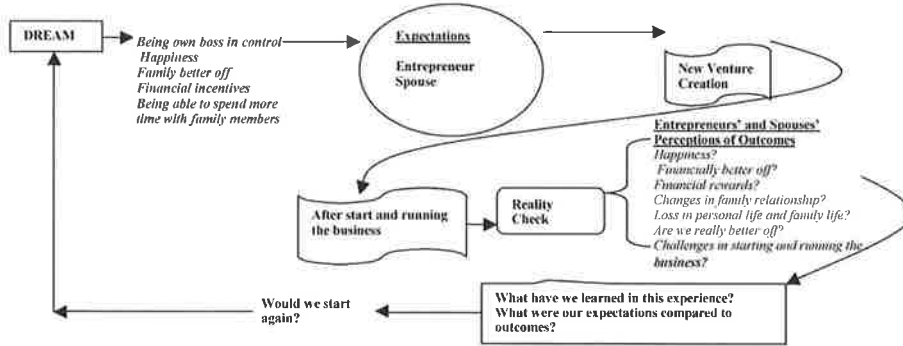 DREAM
Being own boss in control
Happiness
Family better off
Financial incentives
Being able to spend more
time with family members
Expectations
Entrepreneur
Spouse
New Venture
Creation
Entrepreneurs' and Spouses'
Perceptions of Outcomes
Happiness?
Financially better off?
Financial rewards?
Changes in family relationship?
Loss in personal life and family life?
Are we really better off?
Challenges in starting and running the
business?
After start and running
the business
Reality
Check
What have we learned in this experience?
What were our expectations compared to
outcomes?
Would we start
again?